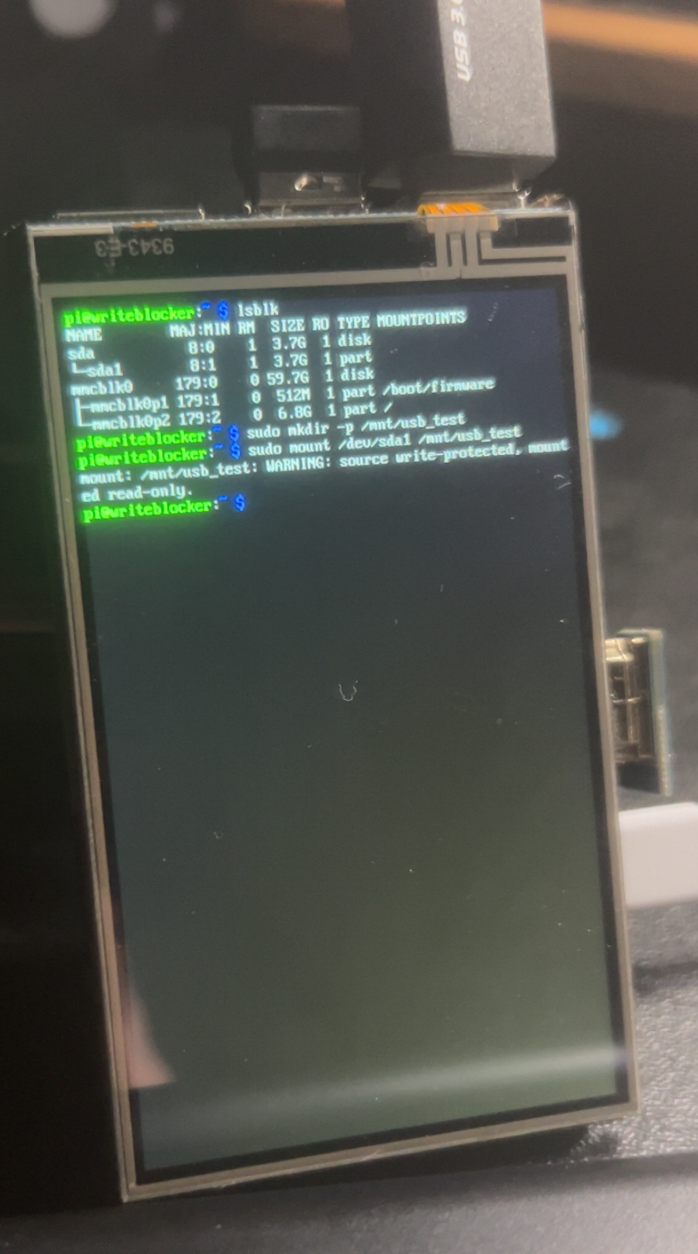 USB 3
9343-E3
pi@writeblocker:~ $ lsblk
NAME MAJ:MIN RM SIZE RO TYPE MOUNTPOINTS
sda 8:0 1 3.7G 1 disk
└─sda1 8:1 1 3.7G 1 part
mmcblk0 179:0 0 59.7G 1 disk
├─mmcblk0p1 179:1 0 512M 1 part /boot/firmware
└─mmcblk0p2 179:2 0 6.8G 1 part /
pi@writeblocker:~ $ sudo mkdir -p /mnt/usb_test
pi@writeblocker:~ $ sudo mount /dev/sda1 /mnt/usb_test
mount: /mnt/usb_test: WARNING: source write-protected, mount
ed read-only.
pi@writeblocker:~ $